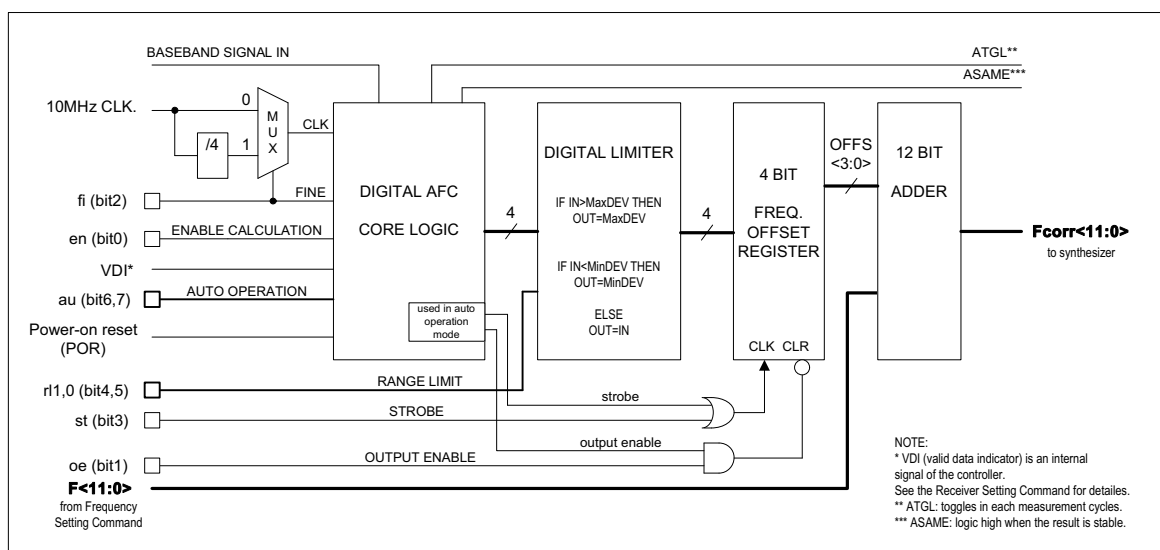 BASEBAND SIGNAL IN
ATGL**
ASAME***
10MHz CLK.
0
1
M
U
X
/4
CLK
fi (bit2)
FINE
en (bit0)
ENABLE CALCULATION
VDI*
au (bit6,7)
AUTO OPERATION
Power-on reset
(POR)
DIGITAL AFC
CORE LOGIC
used in auto
operation
mode
4
DIGITAL LIMITER
IF IN>MaxDEV THEN
OUT=MaxDEV
IF IN<MinDEV THEN
OUT=MinDEV
ELSE
OUT=IN
4
4 BIT
FREQ.
OFFSET
REGISTER
CLK CLR
OFFS
<3:0>
12 BIT
ADDER
Fcorr<11:0>
to synthesizer
rl1,0 (bit4,5)
RANGE LIMIT
st (bit3)
STROBE
strobe
oe (bit1)
OUTPUT ENABLE
output enable
F<11:0>
from Frequency
Setting Command
NOTE:
* VDI (valid data indicator) is an internal
signal of the controller.
See the Receiver Setting Command for detailes.
** ATGL: toggles in each measurement cycles.
*** ASAME: logic high when the result is stable.